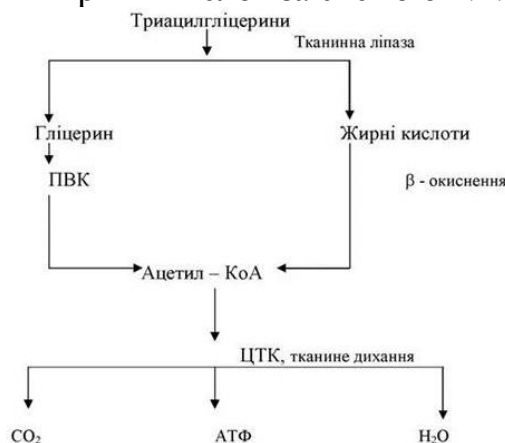 Триацилгліцерини
Тканинна ліпаза
Гліцерин
Жирні кислоти
ПВК
β - окиснення
Ацетил – КоА
ЦТК, тканине дихання
CO₂
АТФ
H₂O